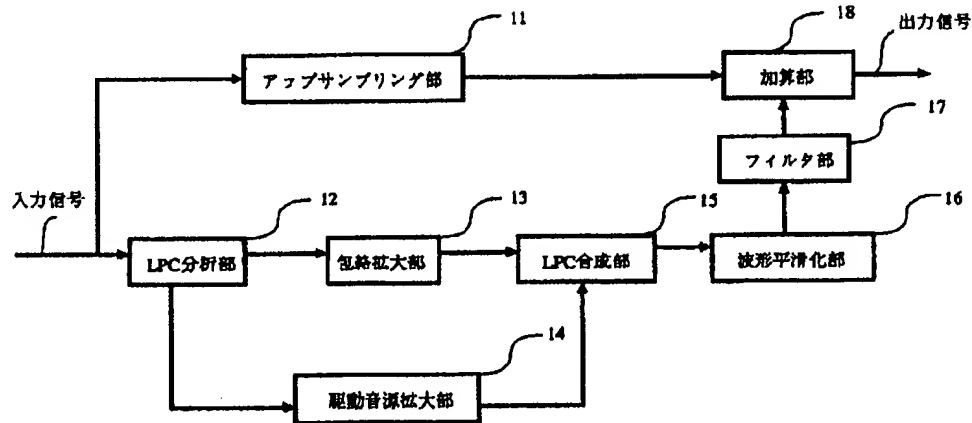 11
18
出力信号
アップサンプリング部
加算部
17
フィルタ部
入力信号
12
13
15
16
LPC分析部
包絡拡大部
LPC合成部
波形平滑化部
14
駆動音源拡大部